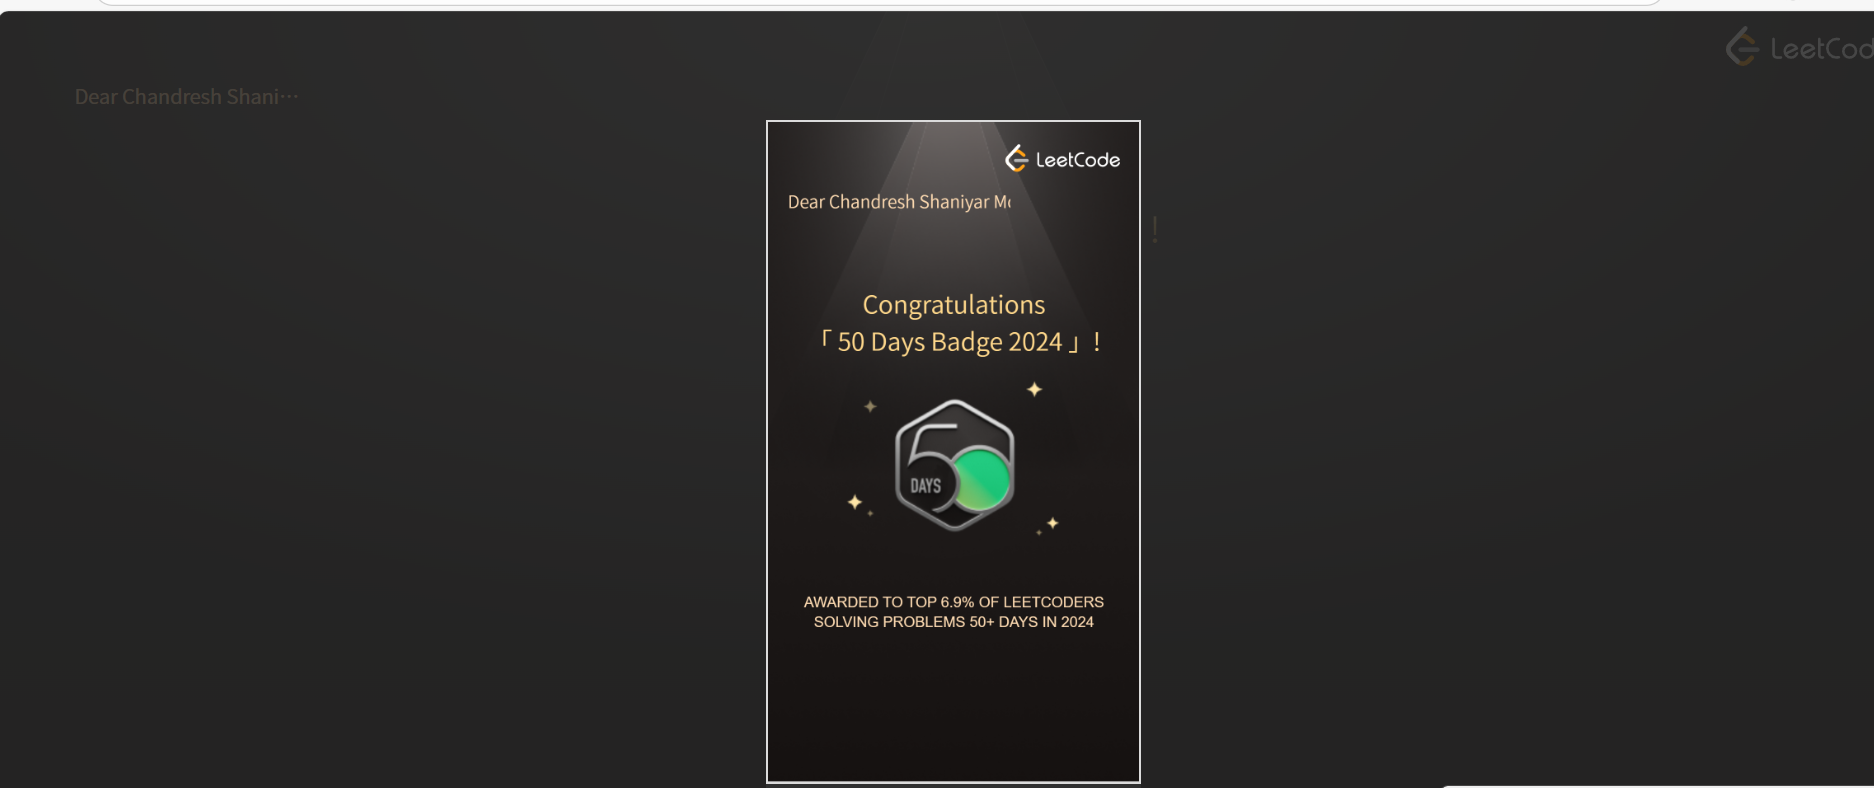 LeetCod
Dear Chandresh Shani…
LeetCode
Dear Chandresh Shaniyar
Congratulations
「 50 Days Badge 2024 」!
!
50
DAYS
AWARDED TO TOP 6.9% OF LEETCODERS
SOLVING PROBLEMS 50+ DAYS IN 2024